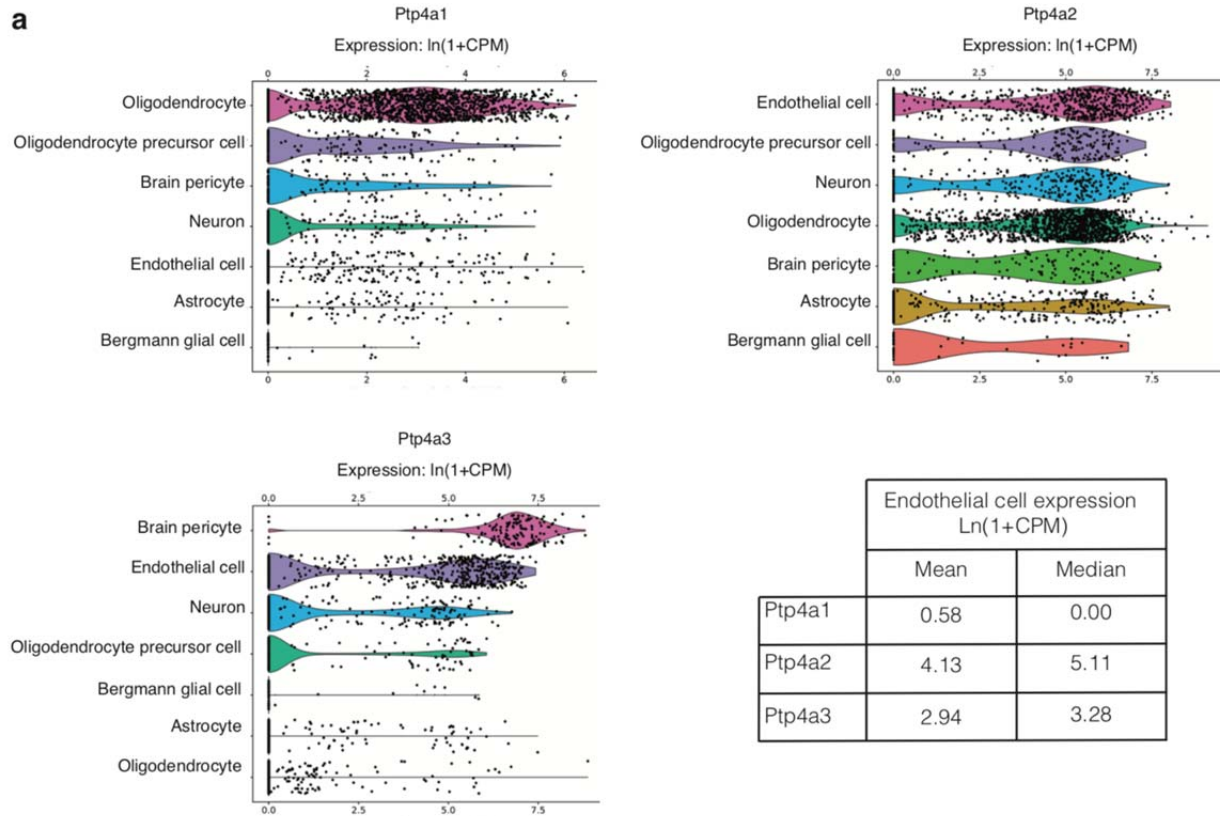 a
Ptp4a1
Expression: ln(1+CPM)
0 2 4 6
Oligodendrocyte
Oligodendrocyte precursor cell
Brain pericyte
Neuron
Endothelial cell
Astrocyte
Bergmann glial cell
0 2 4 6
Ptp4a2
Expression: ln(1+CPM)
0.0 2.5 5.0 7.5
Endothelial cell
Oligodendrocyte precursor cell
Neuron
Oligodendrocyte
Brain pericyte
Astrocyte
Bergmann glial cell
0.0 2.5 5.0 7.5
Ptp4a3
Expression: ln(1+CPM)
0.0 2.5 5.0 7.5
Brain pericyte
Endothelial cell
Neuron
Oligodendrocyte precursor cell
Bergmann glial cell
Astrocyte
Oligodendrocyte
0.0 2.5 5.0 7.5
Endothelial cell expression
Ln(1+CPM)
Mean Median
Ptp4a1 0.58 0.00
Ptp4a2 4.13 5.11
Ptp4a3 2.94 3.28